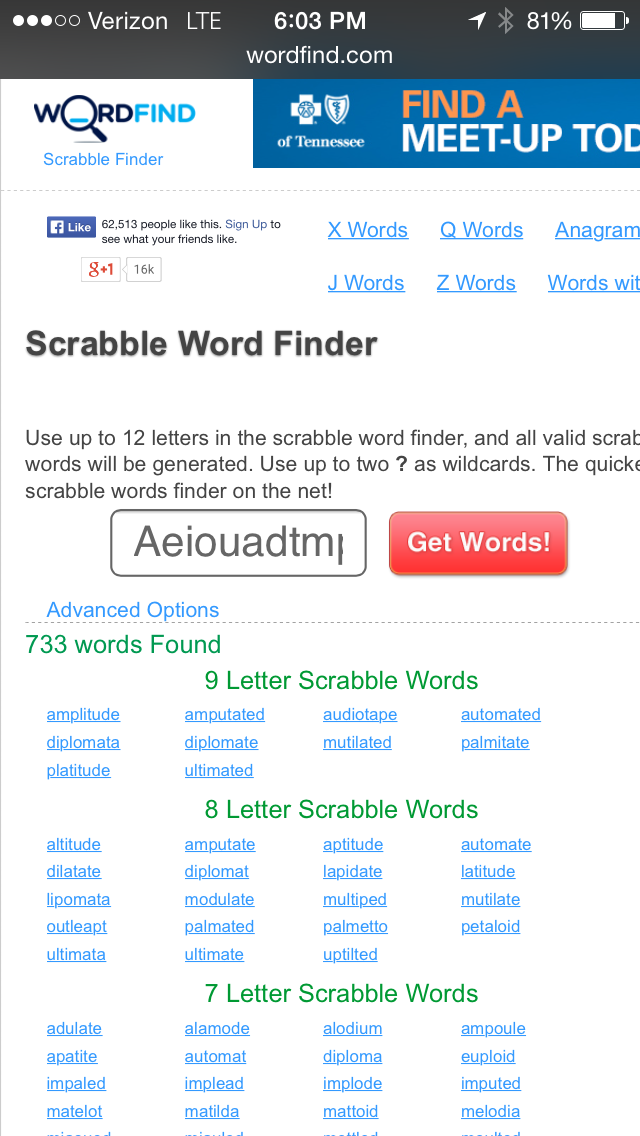 Verizon LTE 6:03 PM 81%
wordfind.com
WORDFIND
Scrabble Finder
of Tennessee
FIND A
MEET-UP TOD
Like 62,513 people like this. Sign Up to
see what your friends like.
g+1 16k
X Words Q Words Anagram
J Words Z Words Words wit
Scrabble Word Finder
Use up to 12 letters in the scrabble word finder, and all valid scrab
words will be generated. Use up to two ? as wildcards. The quicke
scrabble words finder on the net!
Aeiouadtmp Get Words!
Advanced Options
733 words Found
9 Letter Scrabble Words
amplitude amputated audiotape automated
diplomata diplomate mutilated palmitate
platitude ultimated
8 Letter Scrabble Words
altitude amputate aptitude automate
dilatate diplomat lapidate latitude
lipomata modulate multiped mutilate
outleapt palmated palmetto petaloid
ultimata ultimate uptilted
7 Letter Scrabble Words
adulate alamode alodium ampoule
apatite automat diploma euploid
impaled implead implode imputed
matelot matilda mattoid melodia